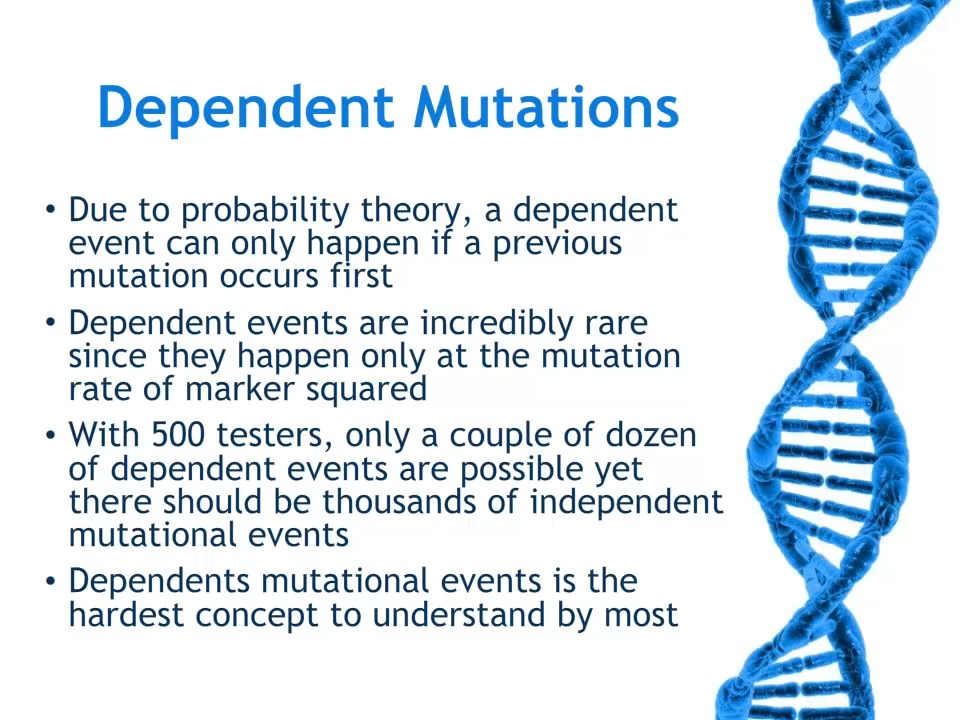 Dependent Mutations
• Due to probability theory, a dependent
event can only happen if a previous
mutation occurs first
• Dependent events are incredibly rare
since they happen only at the mutation
rate of marker squared
• With 500 testers, only a couple of dozen
of dependent events are possible yet
there should be thousands of independent
mutational events
• Dependents mutational events is the
hardest concept to understand by most